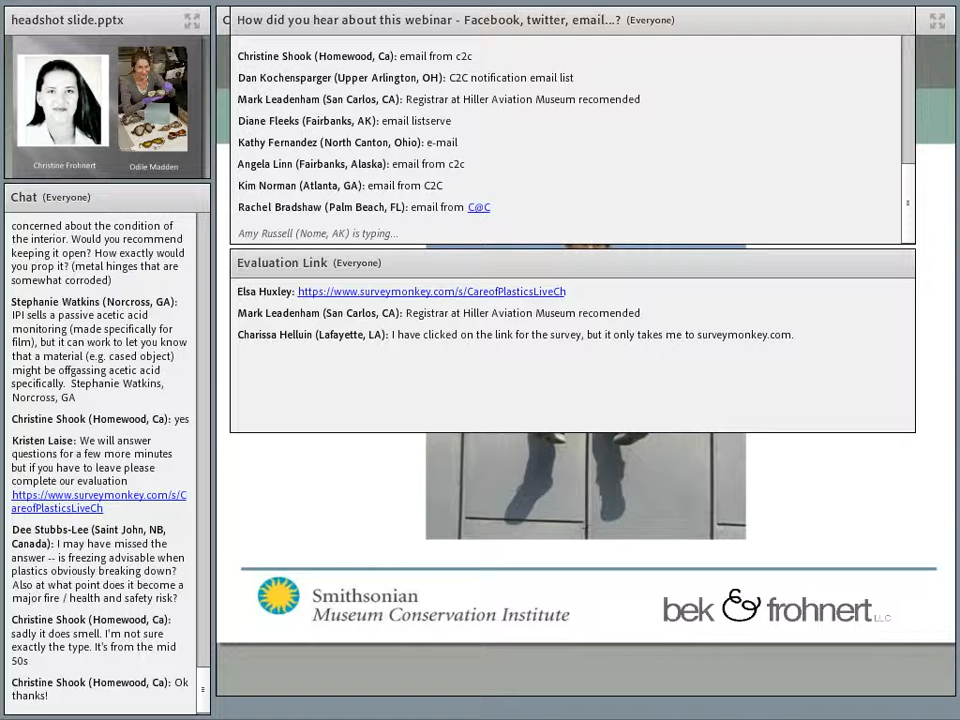 headshot slide.pptx
Christine Frohnert
Odile Madden
Chat (Everyone)
concerned about the condition of
the interior. Would you recommend
keeping it open? How exactly would
you prop it? (metal hinges that are
somewhat corroded)
Stephanie Watkins (Norcross, GA):
IPI sells a passive acetic acid
monitoring (made specifically for
film), but it can work to let you know
that a material (e.g. cased object)
might be offgassing acetic acid
specifically. Stephanie Watkins,
Norcross, GA
Christine Shook (Homewood, Ca): yes
Kristen Laise: We will answer
questions for a few more minutes
but if you have to leave please
complete our evaluation
https://www.surveymonkey.com/s/C
areofPlasticsLiveCh
Dee Stubbs-Lee (Saint John, NB,
Canada): I may have missed the
answer -- is freezing advisable when
plastics obviously breaking down?
Also at what point does it become a
major fire / health and safety risk?
Christine Shook (Homewood, Ca):
sadly it does smell. I'm not sure
exactly the type. It's from the mid
50s
Christine Shook (Homewood, Ca): Ok
thanks!
C
How did you hear about this webinar - Facebook, twitter, email...? (Everyone)
Christine Shook (Homewood, Ca): email from c2c
Dan Kochensparger (Upper Arlington, OH): C2C notification email list
Mark Leadenham (San Carlos, CA): Registrar at Hiller Aviation Museum recomended
Diane Fleeks (Fairbanks, AK): email listserve
Kathy Fernandez (North Canton, Ohio): e-mail
Angela Linn (Fairbanks, Alaska): email from c2c
Kim Norman (Atlanta, GA): email from C2C
Rachel Bradshaw (Palm Beach, FL): email from C@C
Amy Russell (Nome, AK) is typing...
Evaluation Link (Everyone)
Elsa Huxley: https://www.surveymonkey.com/s/CareofPlasticsLiveCh
Mark Leadenham (San Carlos, CA): Registrar at Hiller Aviation Museum recomended
Charissa Helluin (Lafayette, LA): I have clicked on the link for the survey, but it only takes me to surveymonkey.com.
Smithsonian
Museum Conservation Institute
bek & frohnert LLC